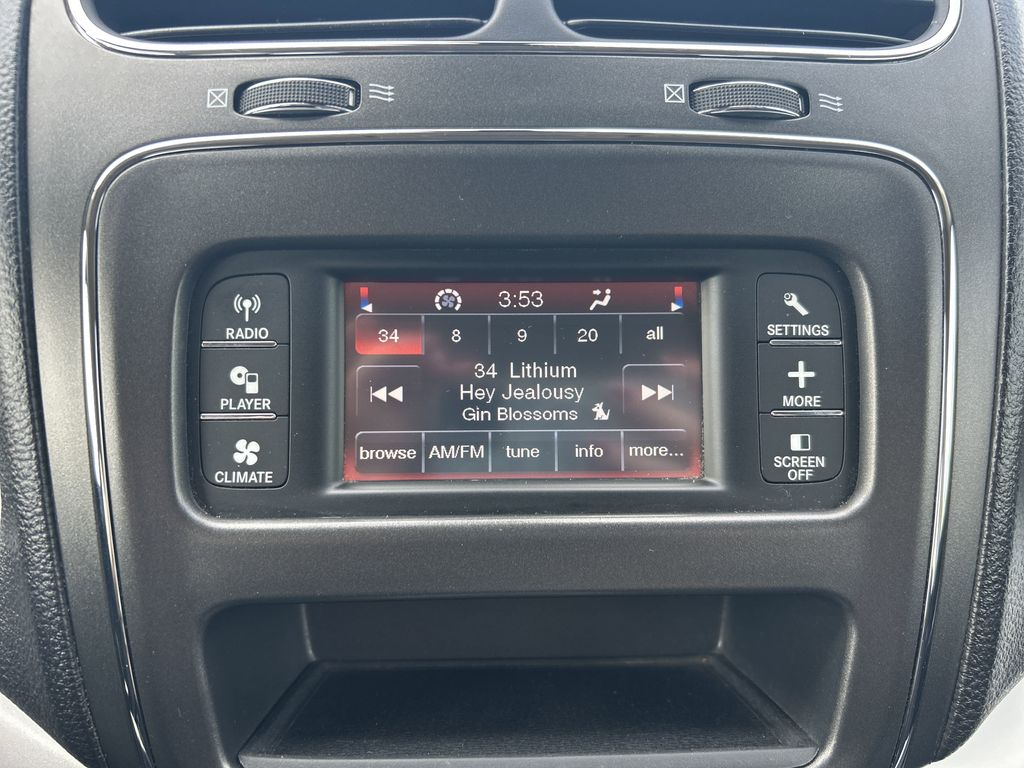 3:53
34 8 9 20 all
34 Lithium
Hey Jealousy
Gin Blossoms
browse AM/FM tune info more...
RADIO
PLAYER
CLIMATE
SETTINGS
MORE
SCREEN
OFF